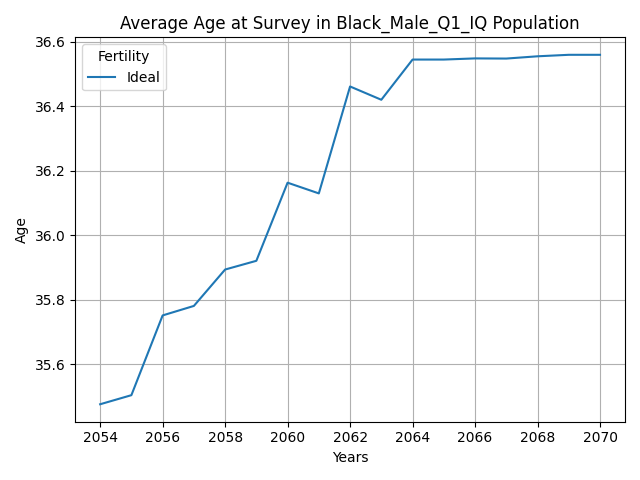 Average Age at Survey in Black_Male_Q1_IQ Population
Fertility
Ideal
Age
36.6
36.4
36.2
36.0
35.8
35.6
2054 2056 2058 2060 2062 2064 2066 2068 2070
Years